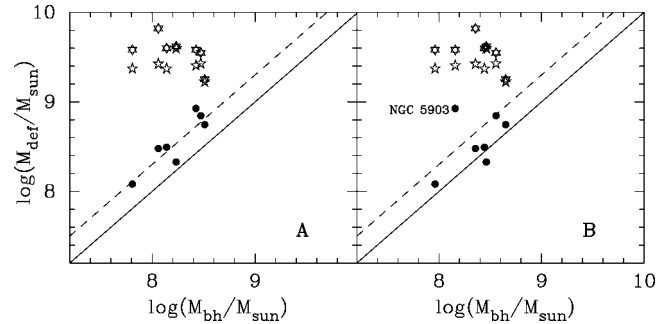 10
9
8
log(M_def/M_sun)
NGC 5903
A
B
8 9
8 9 10
log(M_bh/M_sun)
log(M_bh/M_sun)